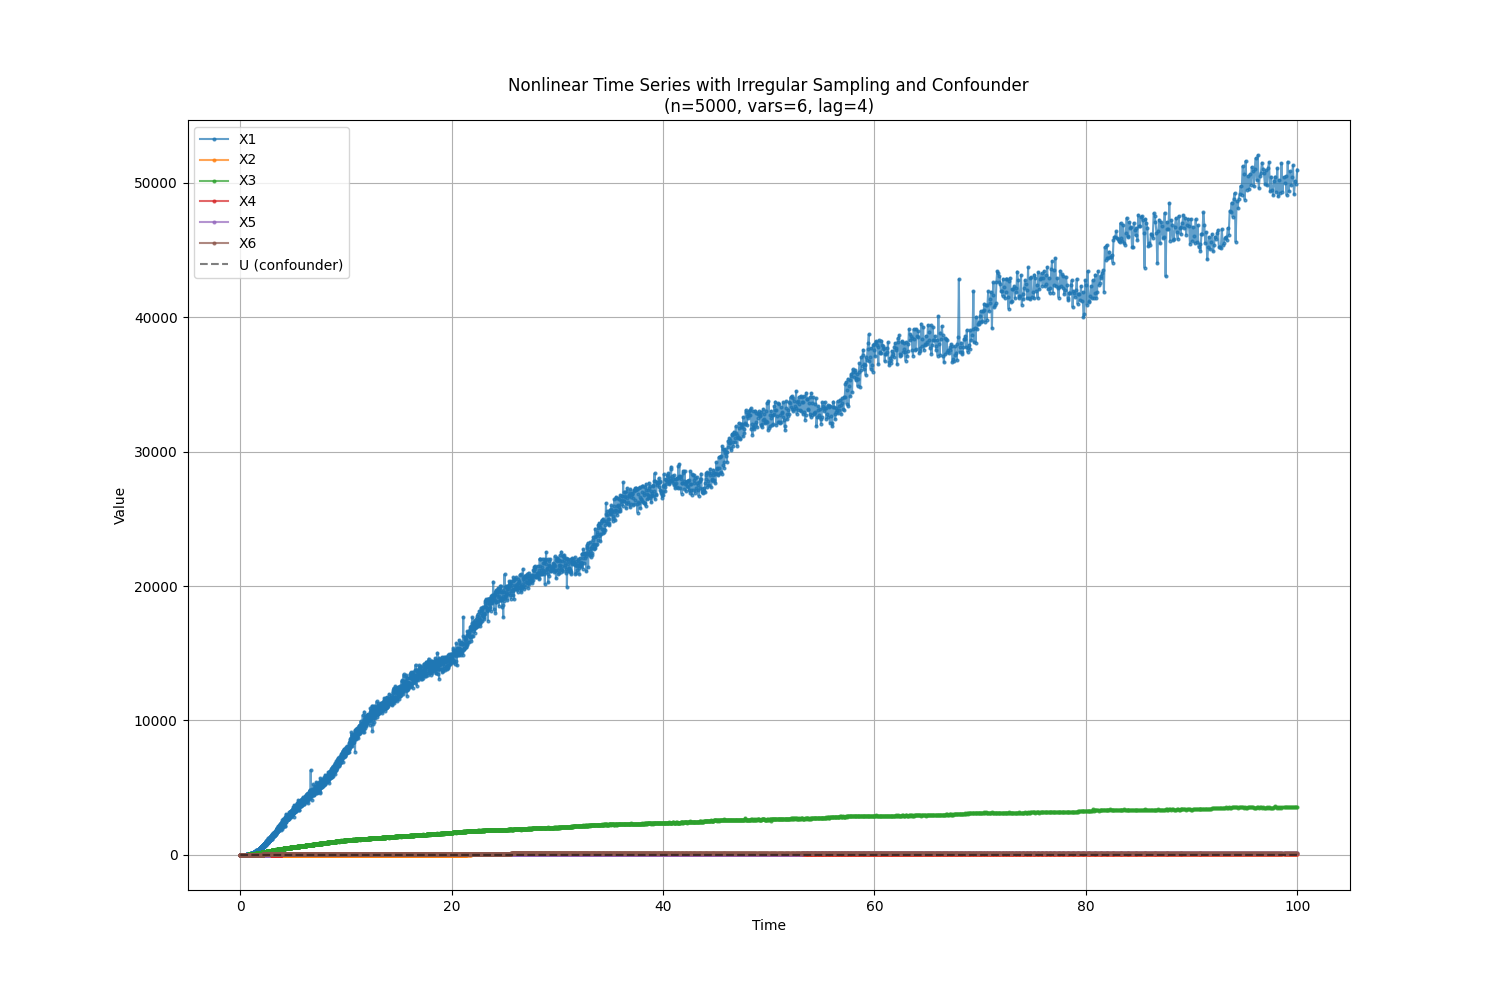 Nonlinear Time Series with Irregular Sampling and Confounder
(n=5000, vars=6, lag=4)
X1
X2
X3
X4
X5
X6
U (confounder)
50000
40000
30000
20000
10000
0
Value
0 20 40 60 80 100
Time